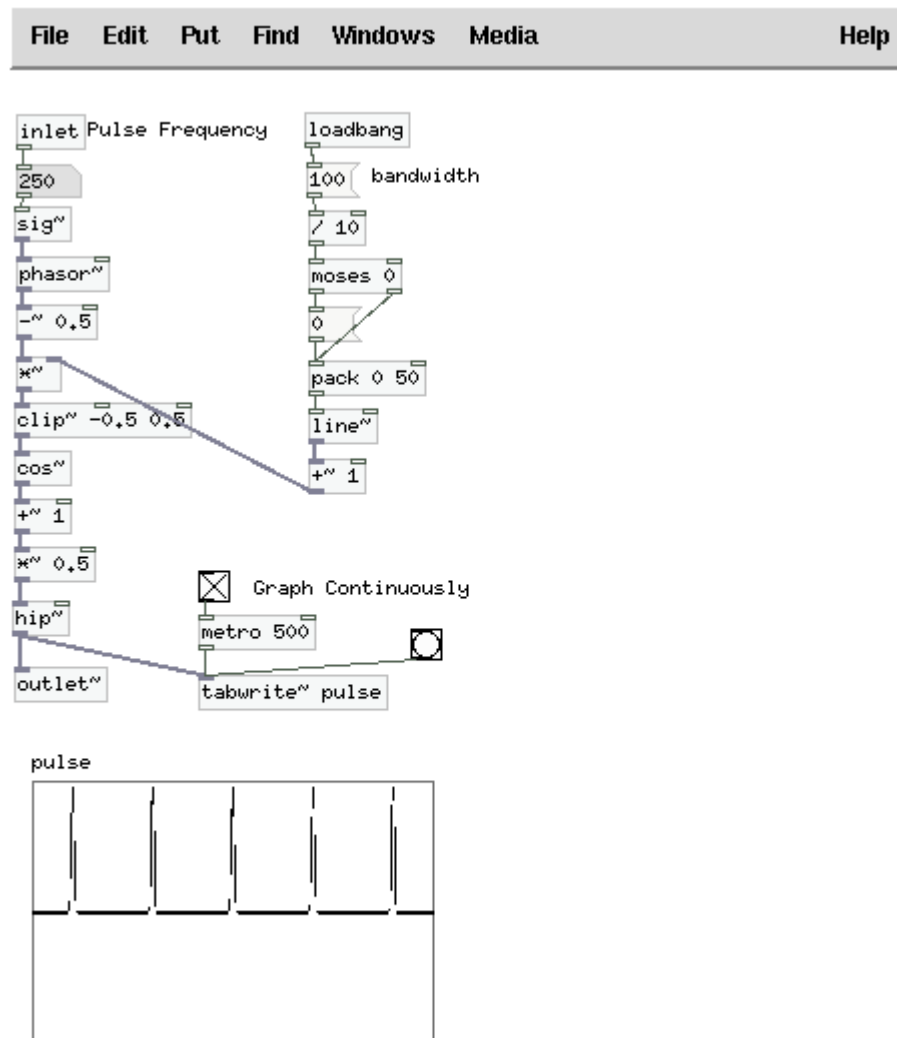 File Edit Put Find Windows Media Help
inlet Pulse Frequency
loadbang
250
100 bandwidth
sig~
/ 10
phasor~
moses 0
-~ 0.5
0
*~
pack 0 50
clip~ -0.5 0.5
line~
cos~
+~ 1
+~ 1
*~ 0.5
Graph Continuously
hip~
metro 500
outlet~
tabwrite~ pulse
pulse